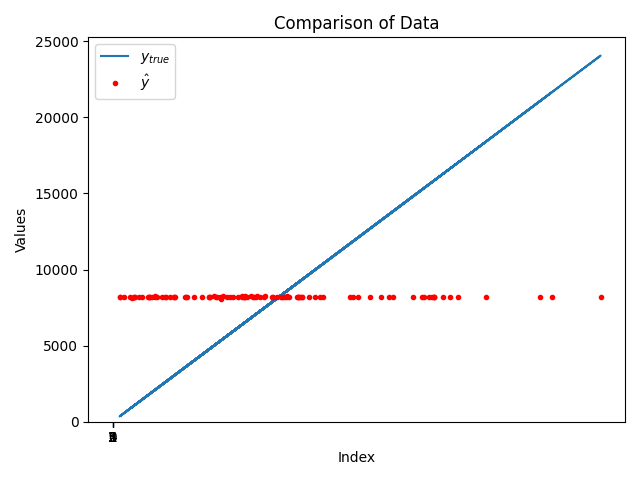 Comparison of Data
y_true
ŷ
25000
20000
15000
10000
5000
0
Values
Index